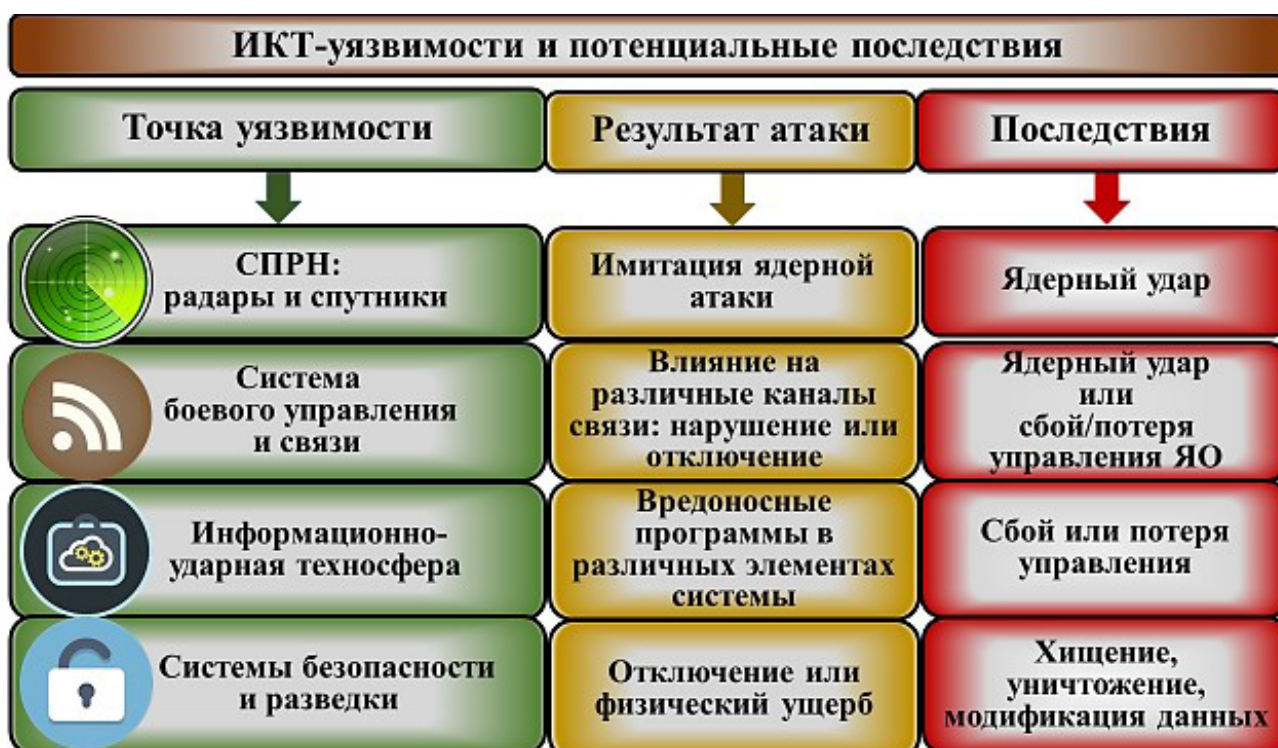 ИКТ-уязвимости и потенциальные последствия
Точка уязвимости
Результат атаки
Последствия
СПРН:
радары и спутники
Имитация ядерной
атаки
Ядерный удар
Система
боевого управления
и связи
Влияние на
различные каналы
связи: нарушение или
отключение
Ядерный удар
или
сбой/потеря
управления ЯО
Информационно-
ударная техносфера
Вредоносные
программы в
различных элементах
системы
Сбой или потеря
управления
Системы безопасности
и разведки
Отключение или
физический ущерб
Хищение,
уничтожение,
модификация данных